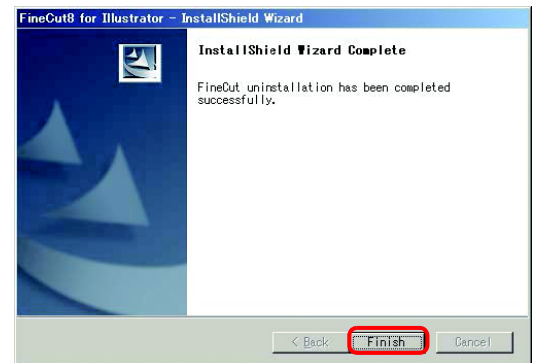 FineCut8 for Illustrator - InstallShield Wizard
InstallShield Wizard Complete
FineCut uninstallation has been completed
successfully.
< Back
Finish
Cancel